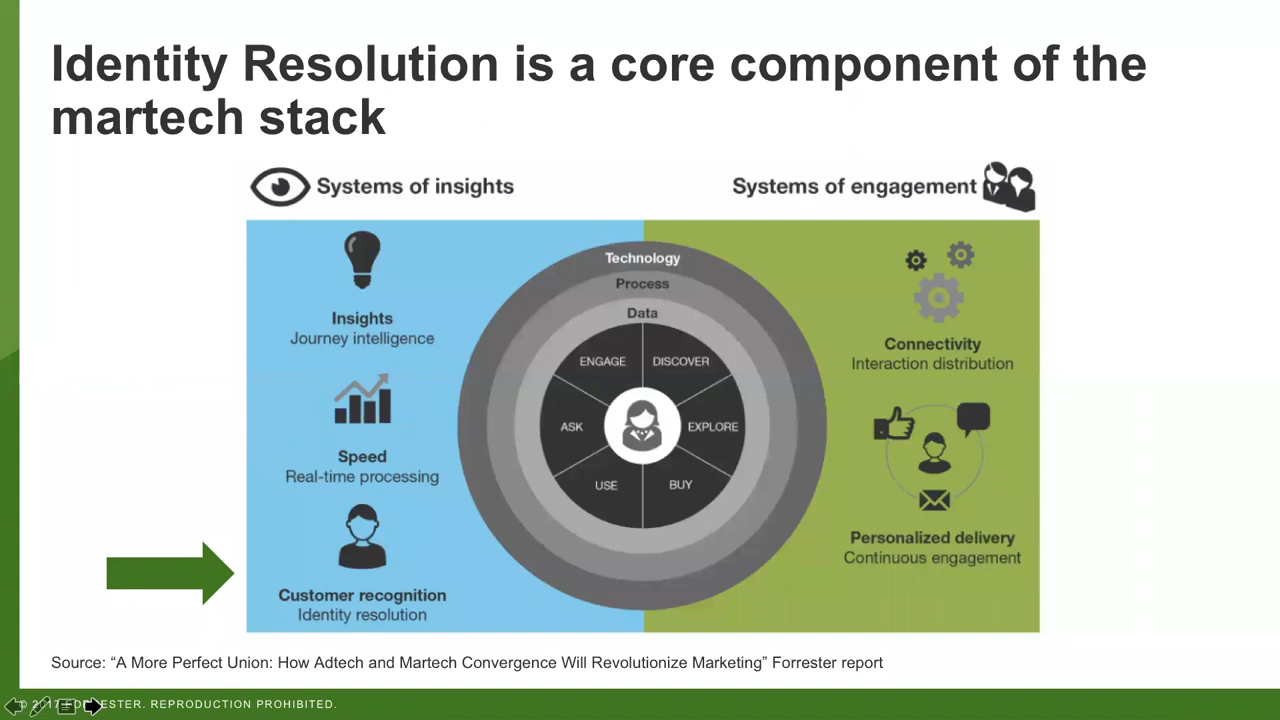 Identity Resolution is a core component of the
martech stack
Systems of insights
Systems of engagement
Insights
Journey intelligence
Speed
Real-time processing
Customer recognition
Identity resolution
Technology
Process
Data
ENGAGE
DISCOVER
ASK
EXPLORE
USE
BUY
Connectivity
Interaction distribution
Personalized delivery
Continuous engagement
Source: “A More Perfect Union: How Adtech and Martech Convergence Will Revolutionize Marketing” Forrester report
© 2017 FORRESTER. REPRODUCTION PROHIBITED.